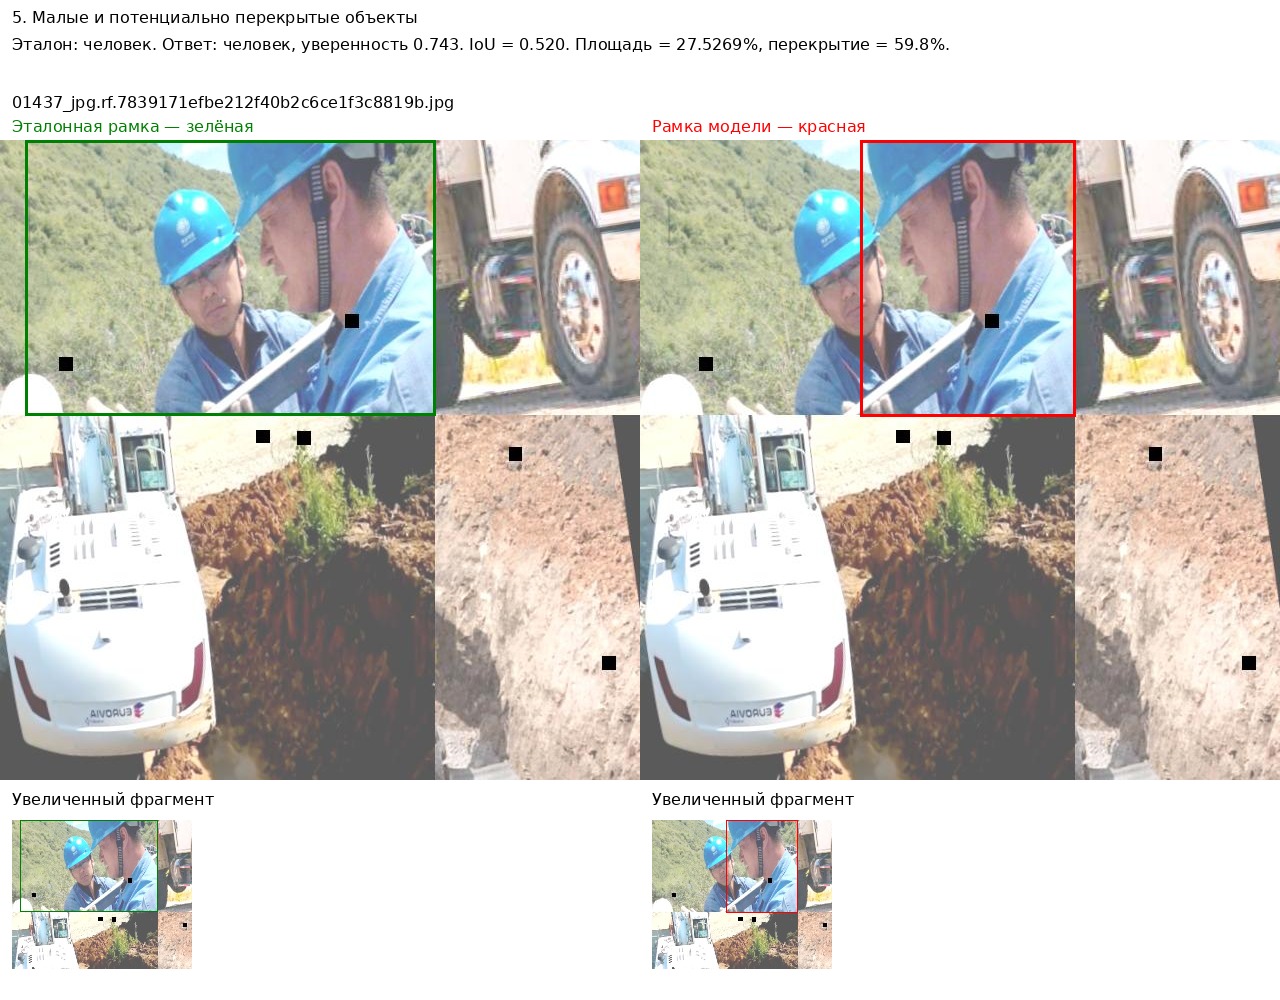 5. Малые и потенциально перекрытые объекты
Эталон: человек. Ответ: человек, уверенность 0.743. IoU = 0.520. Площадь = 27.5269%, перекрытие = 59.8%.
01437_jpg.rf.7839171efbe212f40b2c6ce1f3c8819b.jpg
Эталонная рамка — зелёная
Рамка модели — красная
EUROVIA
EUROVIA
Увеличенный фрагмент
Увеличенный фрагмент